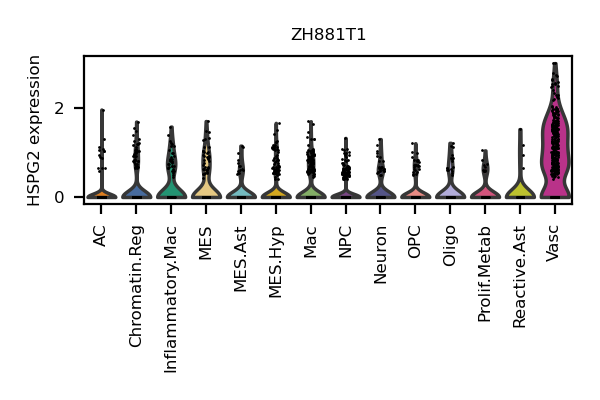 ZH881T1
HSPG2 expression
2
0
AC
Chromatin.Reg
Inflammatory.Mac
MES
MES.Ast
MES.Hyp
Mac
NPC
Neuron
OPC
Oligo
Prolif.Metab
Reactive.Ast
Vasc